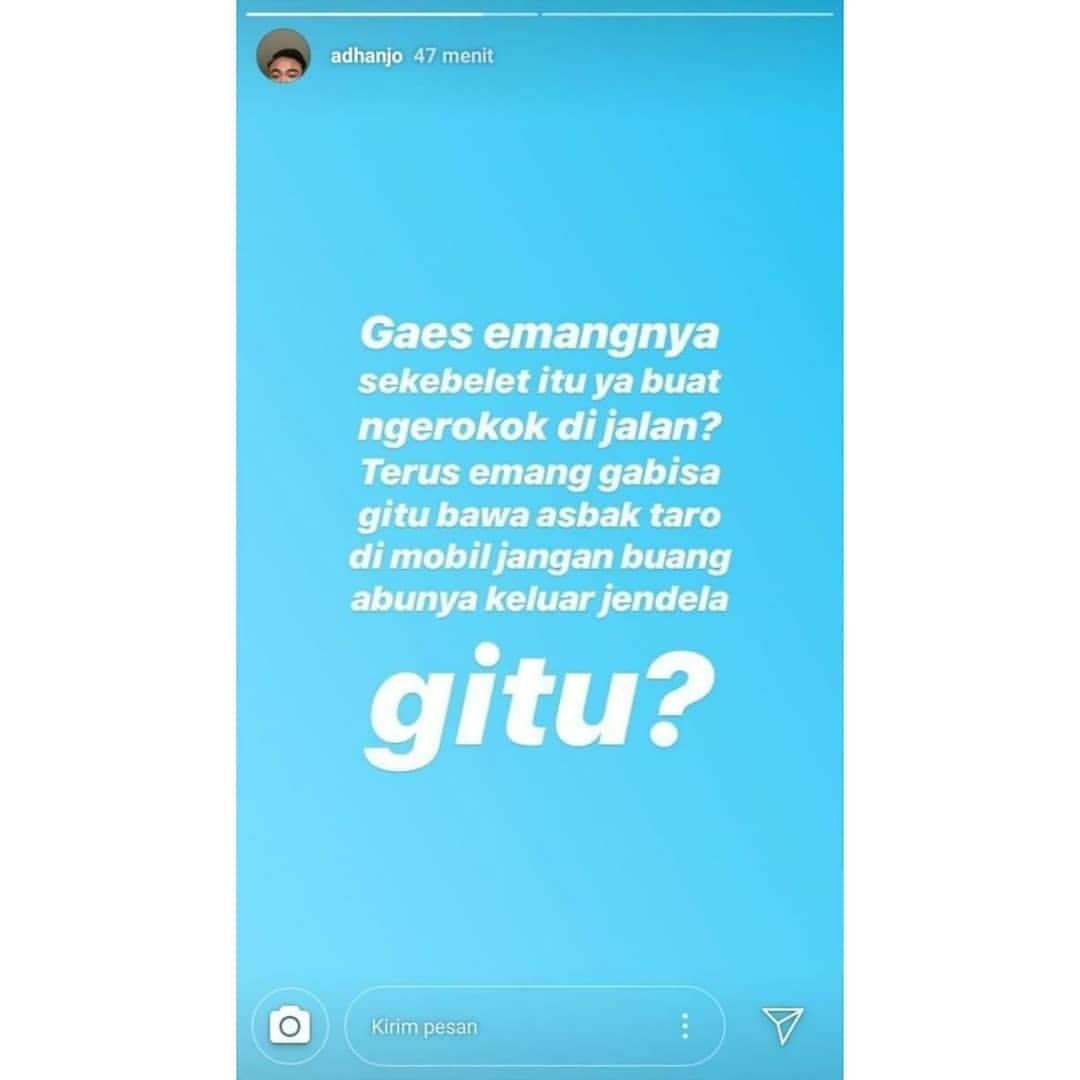 adhanjo 47 menit
Gaes emangnya
sekebelet itu ya buat
ngerokok di jalan?
Terus emang gabisa
gitu bawa asbak taro
di mobil jangan buang
abunya keluar jendela
gitu?
Kirim pesan